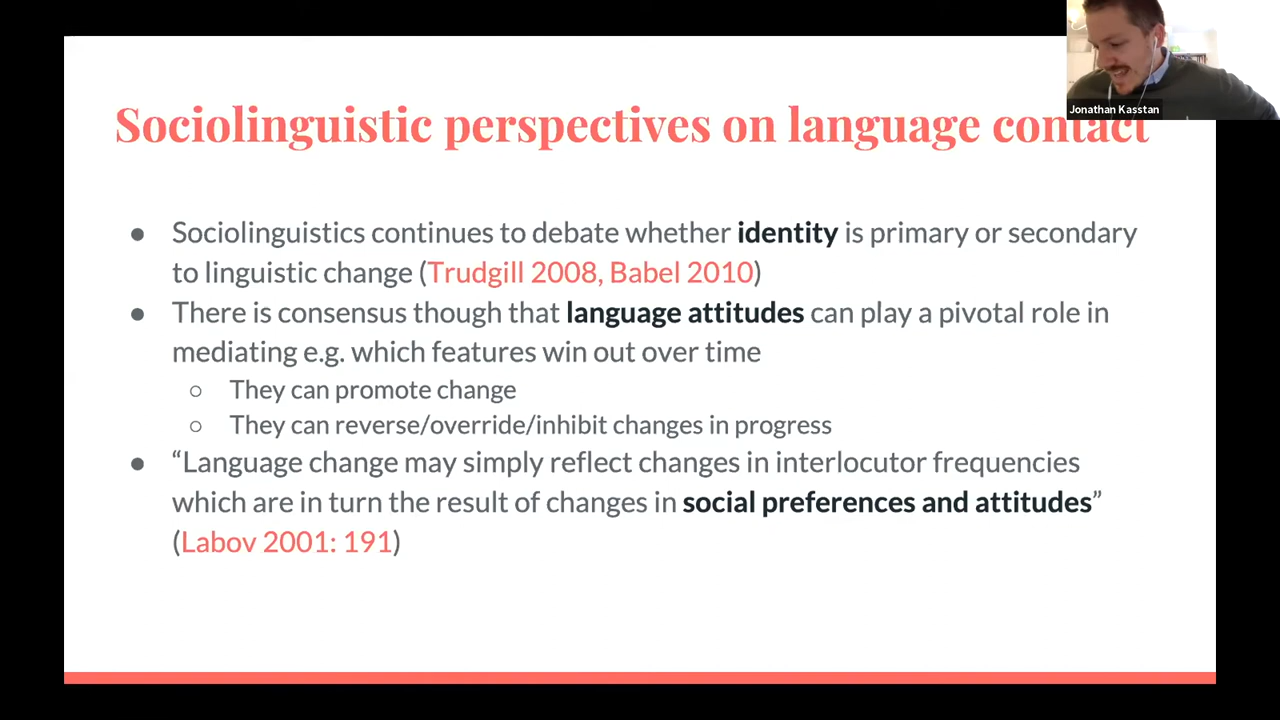 Sociolinguistic perspectives on language contact
Jonathan Kasstan
● Sociolinguistics continues to debate whether identity is primary or secondary
to linguistic change (Trudgill 2008, Babel 2010)
● There is consensus though that language attitudes can play a pivotal role in
mediating e.g. which features win out over time
○ They can promote change
○ They can reverse/override/inhibit changes in progress
● “Language change may simply reflect changes in interlocutor frequencies
which are in turn the result of changes in social preferences and attitudes”
(Labov 2001: 191)